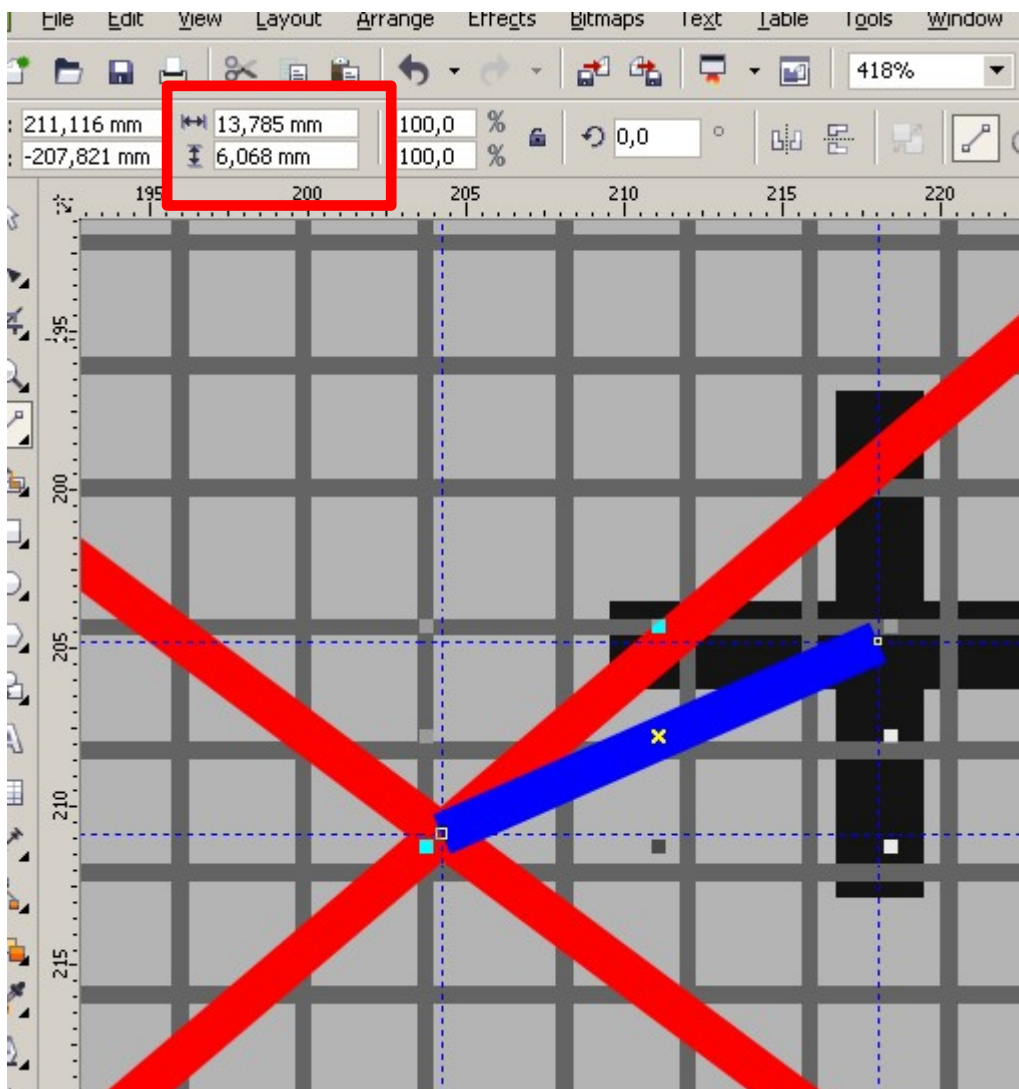 File Edit View Layout Arrange Effects Bitmaps Text Table Tools Window
418%
: 211,116 mm 13,785 mm 100,0 % 0,0 °
: -207,821 mm 6,068 mm 100,0 %
195 200 205 210 215 220
195
200
205
210
215